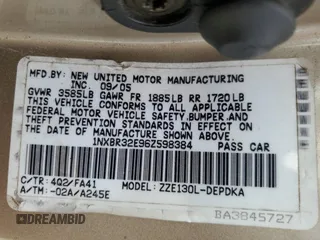 MFD.BY: NEW UNITED MOTOR MANUFACTURING
INC. 09/05
GVWR 3585LB GAWR FR 1885LB RR 1720LB
THIS VEHICLE CONFORMS TO ALL APPLICABLE
FEDERAL MOTOR VEHICLE SAFETY,BUMPER,AND
THEFT PREVENTION STANDARDS IN EFFECT ON
THE DATE OF MANUFACTURE SHOWN ABOVE.
1NXBR32E96Z598384 PASS CAR
C/TR: 4Q2/FA41 MODEL: ZZE130L-DEPDKA
A/TM: -02A/A245E
BA3845727
DREAMBID